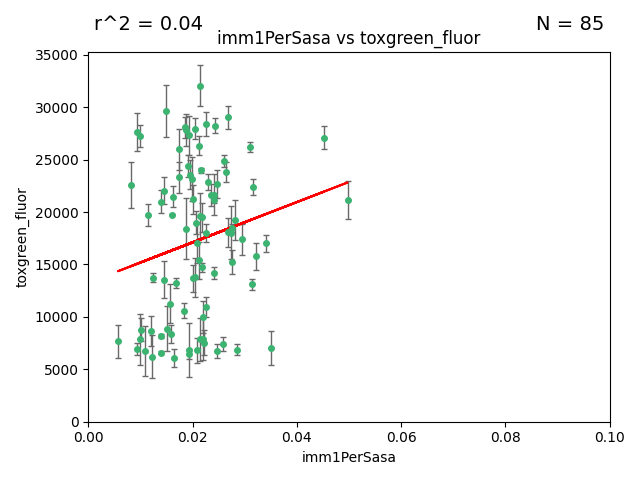 r^2 = 0.04
N = 85
imm1PerSasa vs toxgreen_fluor
35000
30000
25000
20000
15000
10000
5000
0
toxgreen_fluor
0.00
0.02
0.04
0.06
0.08
0.10
imm1PerSasa